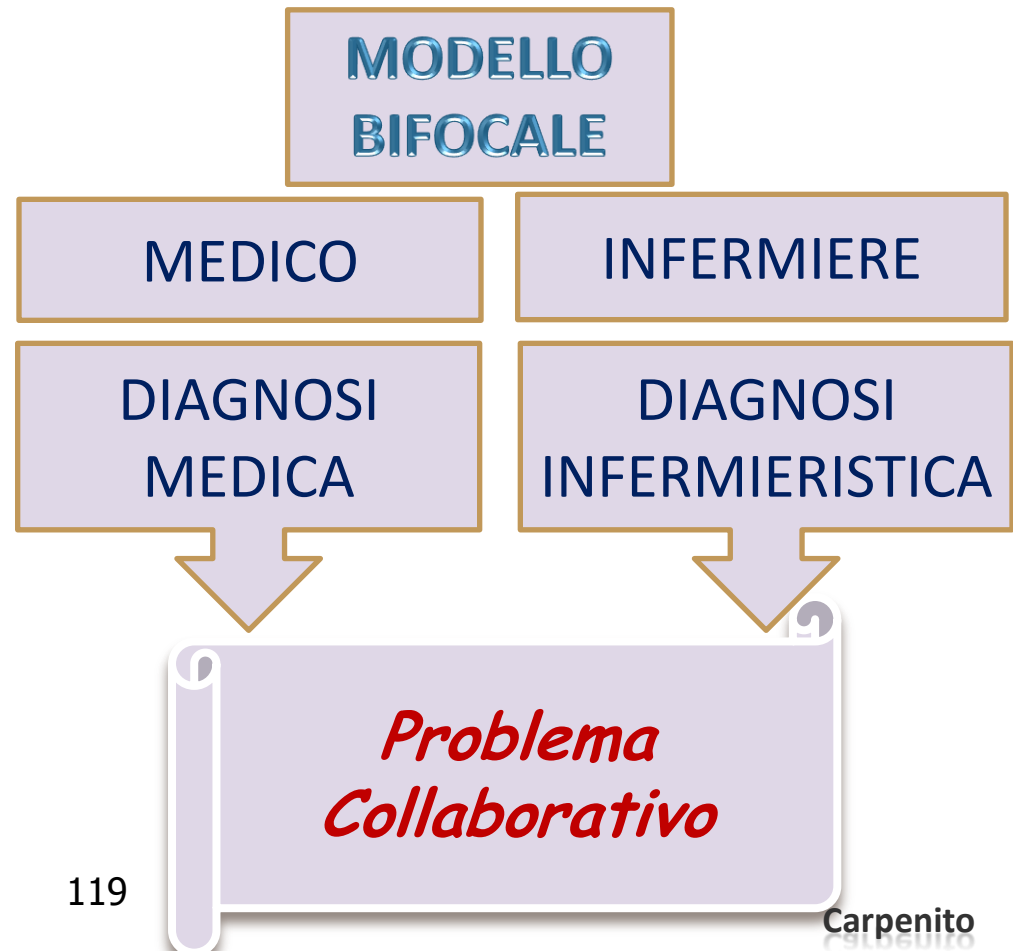 MODELLO
BIFOCALE
MEDICO
INFERMIERE
DIAGNOSI
MEDICA
DIAGNOSI
INFERMIERISTICA
Problema
Collaborativo
119
Carpenito